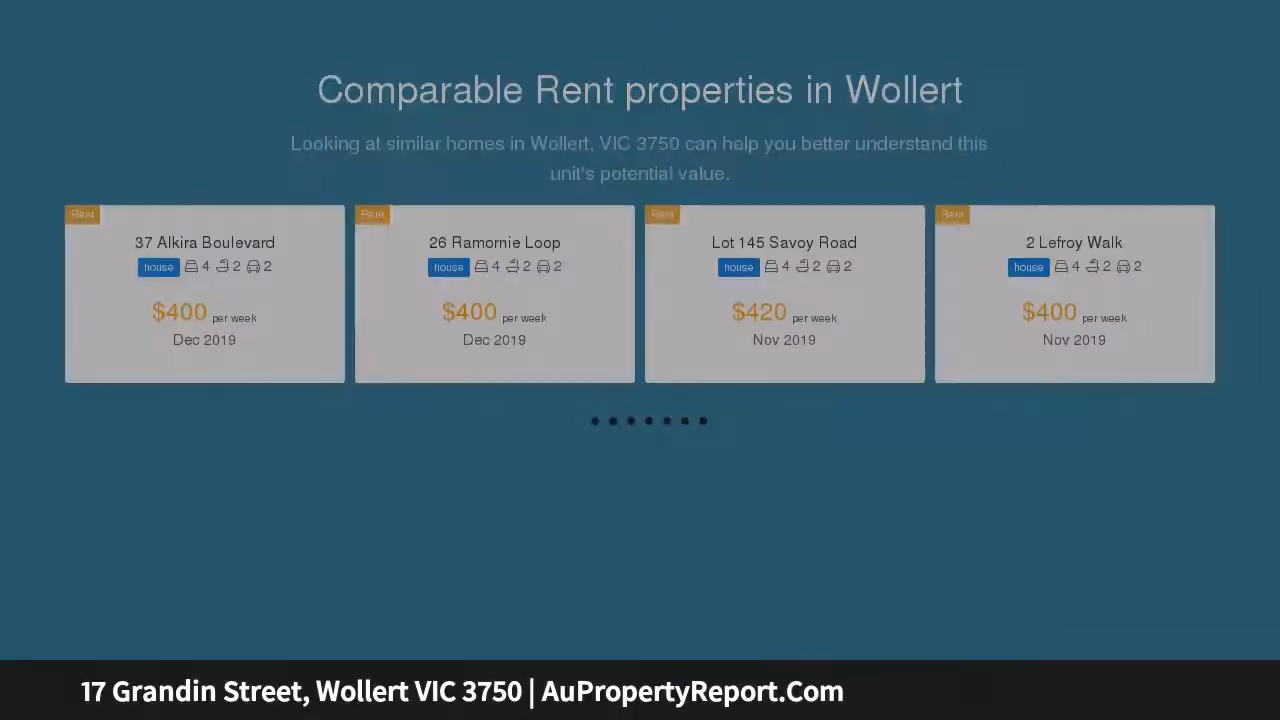 Comparable Rent properties in Wollert
Looking at similar homes in Wollert, VIC 3750 can help you better understand this
unit's potential value.
Rent
37 Alkira Boulevard
house 4 2 2
$400 per week
Dec 2019
Rent
26 Ramornie Loop
house 4 2 2
$400 per week
Dec 2019
Rent
Lot 145 Savoy Road
house 4 2 2
$420 per week
Nov 2019
Rent
2 Lefroy Walk
house 4 2 2
$400 per week
Nov 2019
17 Grandin Street, Wollert VIC 3750 | AuPropertyReport.Com